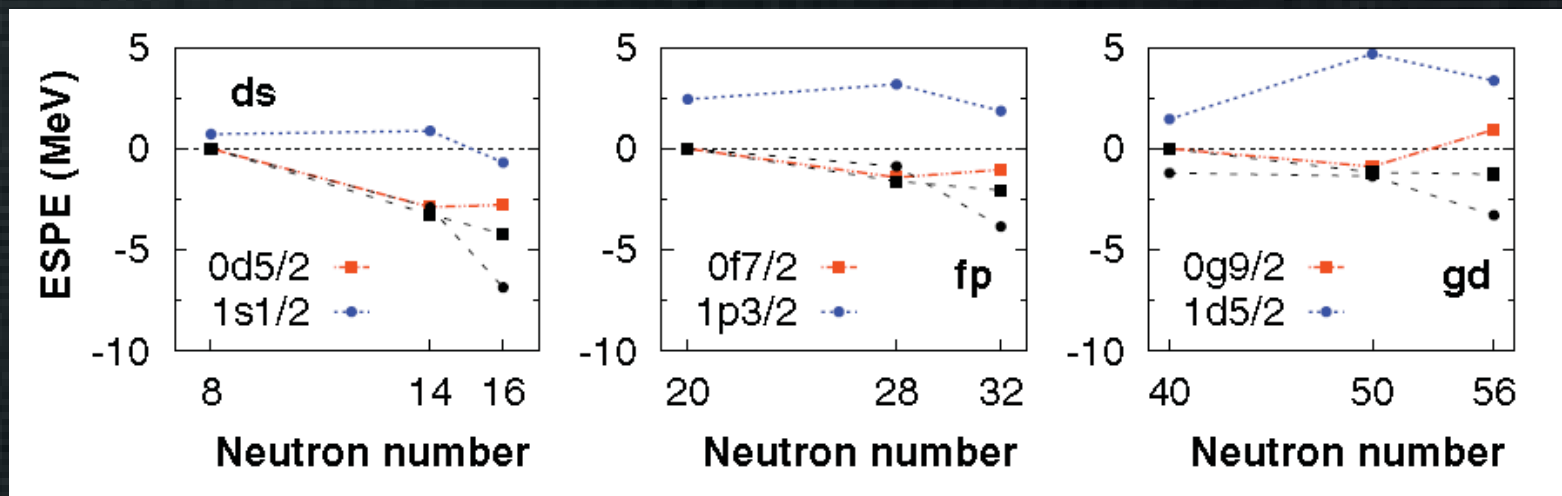 ESPE (MeV)
5
0
-5
-10
ds
0d5/2
1s1/2
8 14 16
Neutron number
5
0
-5
-10
0f7/2
fp
1p3/2
20 28 32
Neutron number
5
0
-5
-10
0g9/2
gd
1d5/2
40 50 56
Neutron number